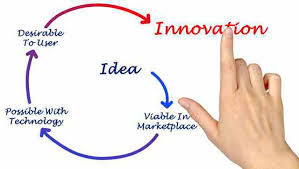 Innovation
Desirable
To User
Idea
Possible With
Technology
Viable In
Marketplace